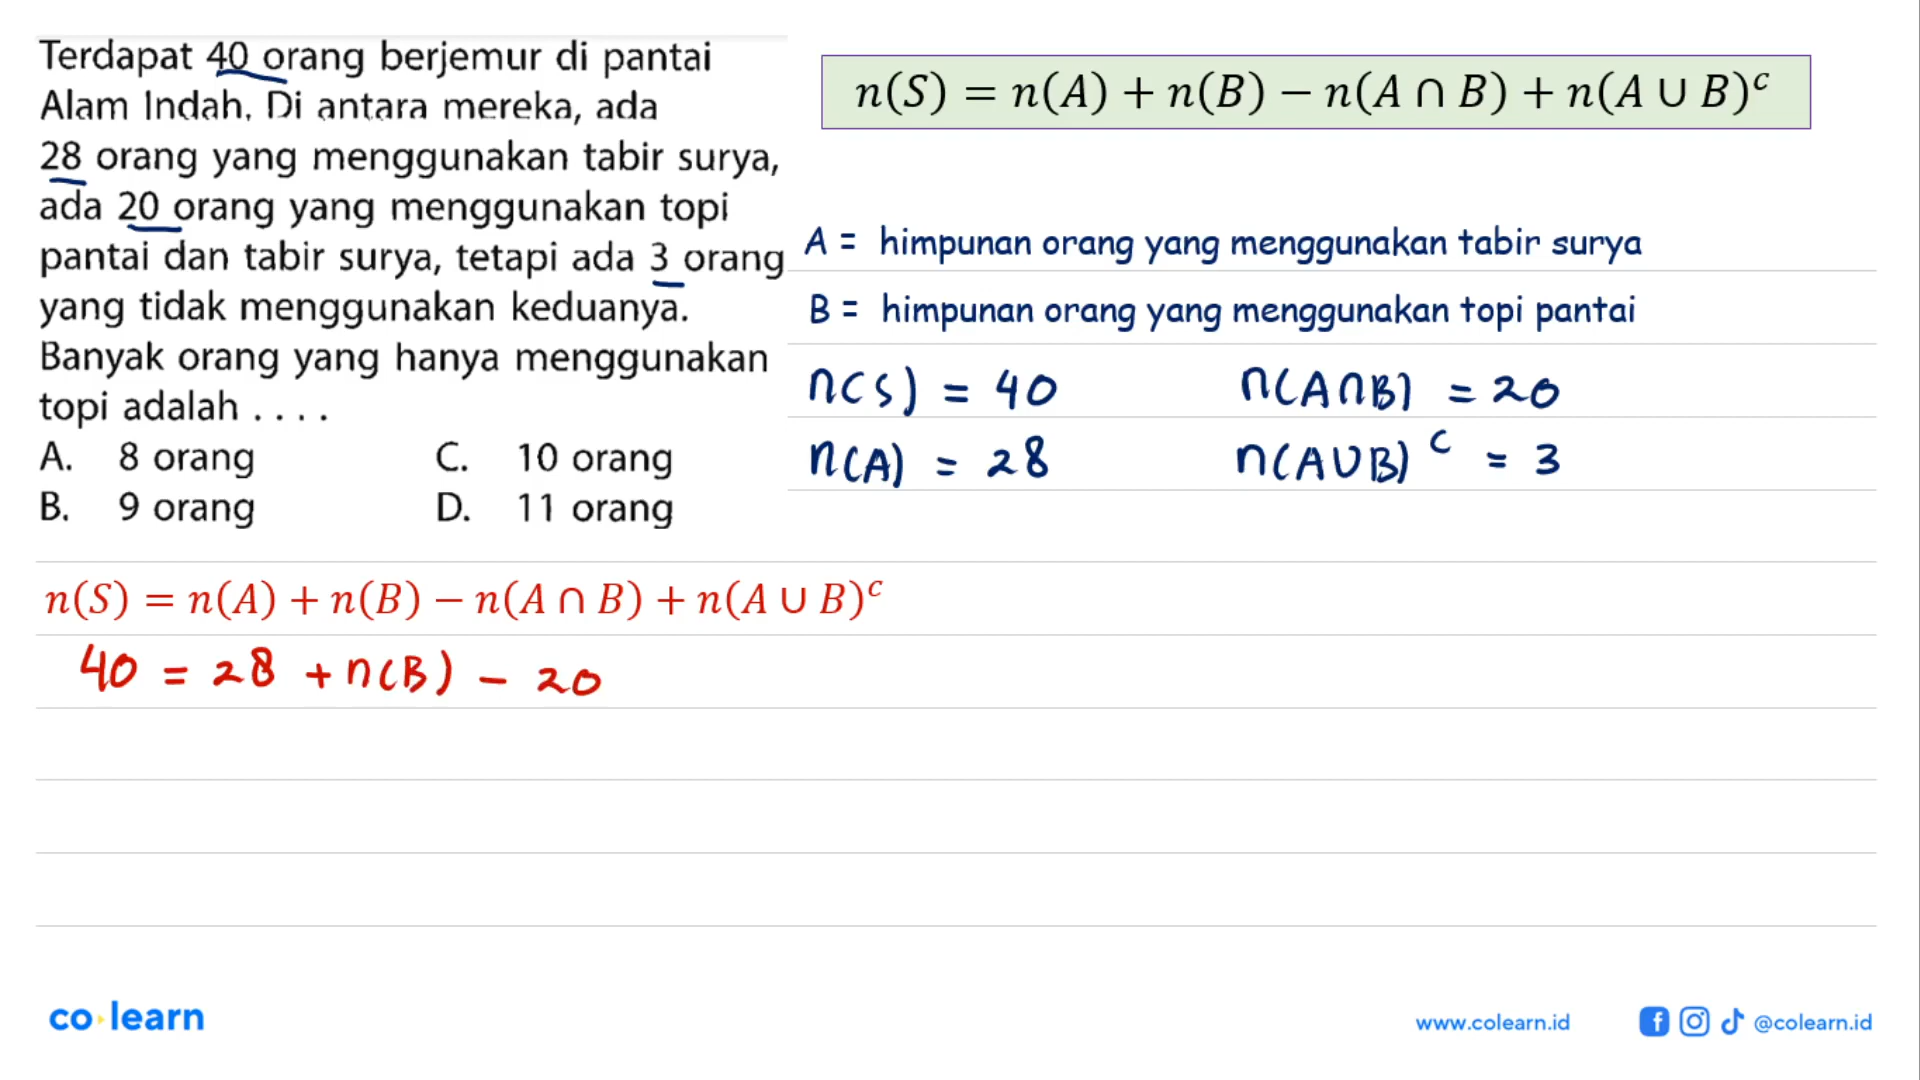 Terdapat 40 orang berjemur di pantai
Alam Indah. Di antara mereka, ada
28 orang yang menggunakan tabir surya,
ada 20 orang yang menggunakan topi
pantai dan tabir surya, tetapi ada 3 orang
yang tidak menggunakan keduanya.
Banyak orang yang hanya menggunakan
topi adalah . . . .
A. 8 orang C. 10 orang
B. 9 orang D. 11 orang
n(S) = n(A) + n(B) − n(A ∩ B) + n(A ∪ B)ᶜ
A = himpunan orang yang menggunakan tabir surya
B = himpunan orang yang menggunakan topi pantai
n(S) = 40 n(A∩B) = 20
n(A) = 28 n(A∪B)ᶜ = 3
n(S) = n(A) + n(B) − n(A ∩ B) + n(A ∪ B)ᶜ
40 = 28 + n(B) − 20
co learn
www.colearn.id @colearn.id